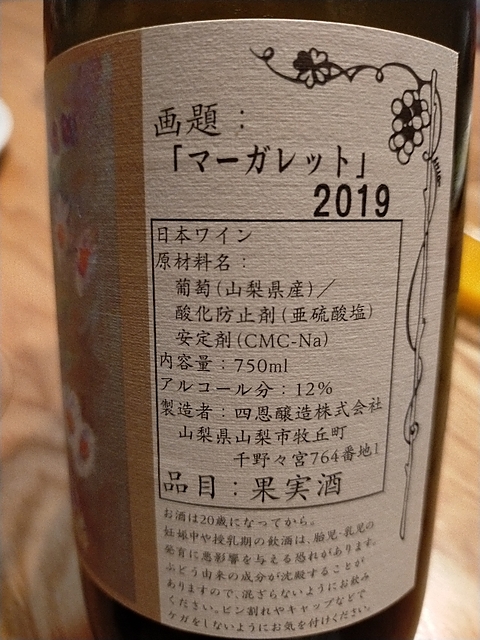 画題：
「マーガレット」
2019
日本ワイン
原材料名：
葡萄(山梨県産)／
酸化防止剤(亜硫酸塩)
安定剤(CMC-Na)
内容量：750ml
アルコール分：12%
製造者：四恩醸造株式会社
山梨県山梨市牧丘町
千野々宮764番地1
品目：果実酒
お酒は20歳になってから。
妊娠中や授乳期の飲酒は、胎児・乳児の
発育に悪影響を与える恐れがあります。
ぶどう由来の成分が沈殿することが
ありますので、混ざらないようにお飲み
ください。ビン割れやキャップなどで
ケガをしないようにお気を付けください。